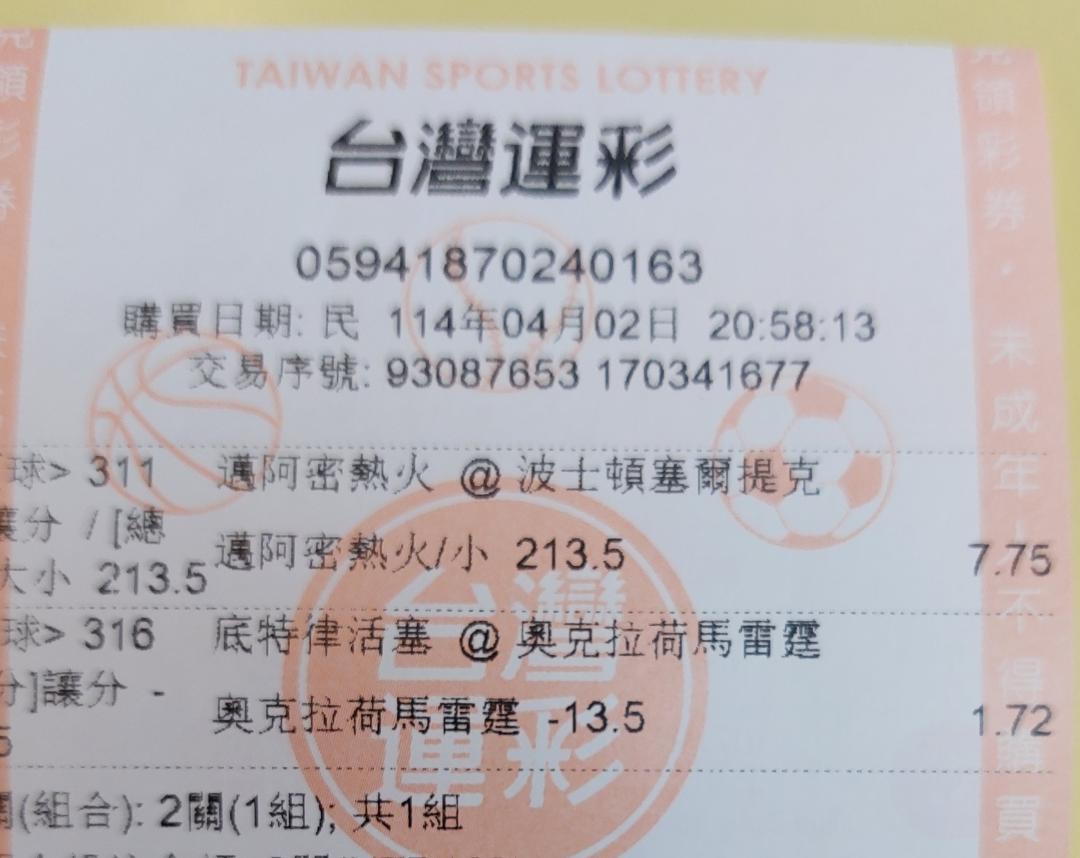 TAIWAN SPORTS LOTTERY
台灣運彩
05941870240163
購買日期: 民 114年04月02日 20:58:13
交易序號: 93087653 170341677
球> 311 邁阿密熱火 @ 波士頓塞爾提克
讓分 / [總
邁阿密熱火/小 213.5 7.75
大小 213.5
球> 316 底特律活塞 @ 奧克拉荷馬雷霆
分]讓分 -
奧克拉荷馬雷霆 -13.5 1.72
5
關(組合): 2關(1組); 共1組
台灣
運彩
領彩券
領彩券・未成年人不得購買